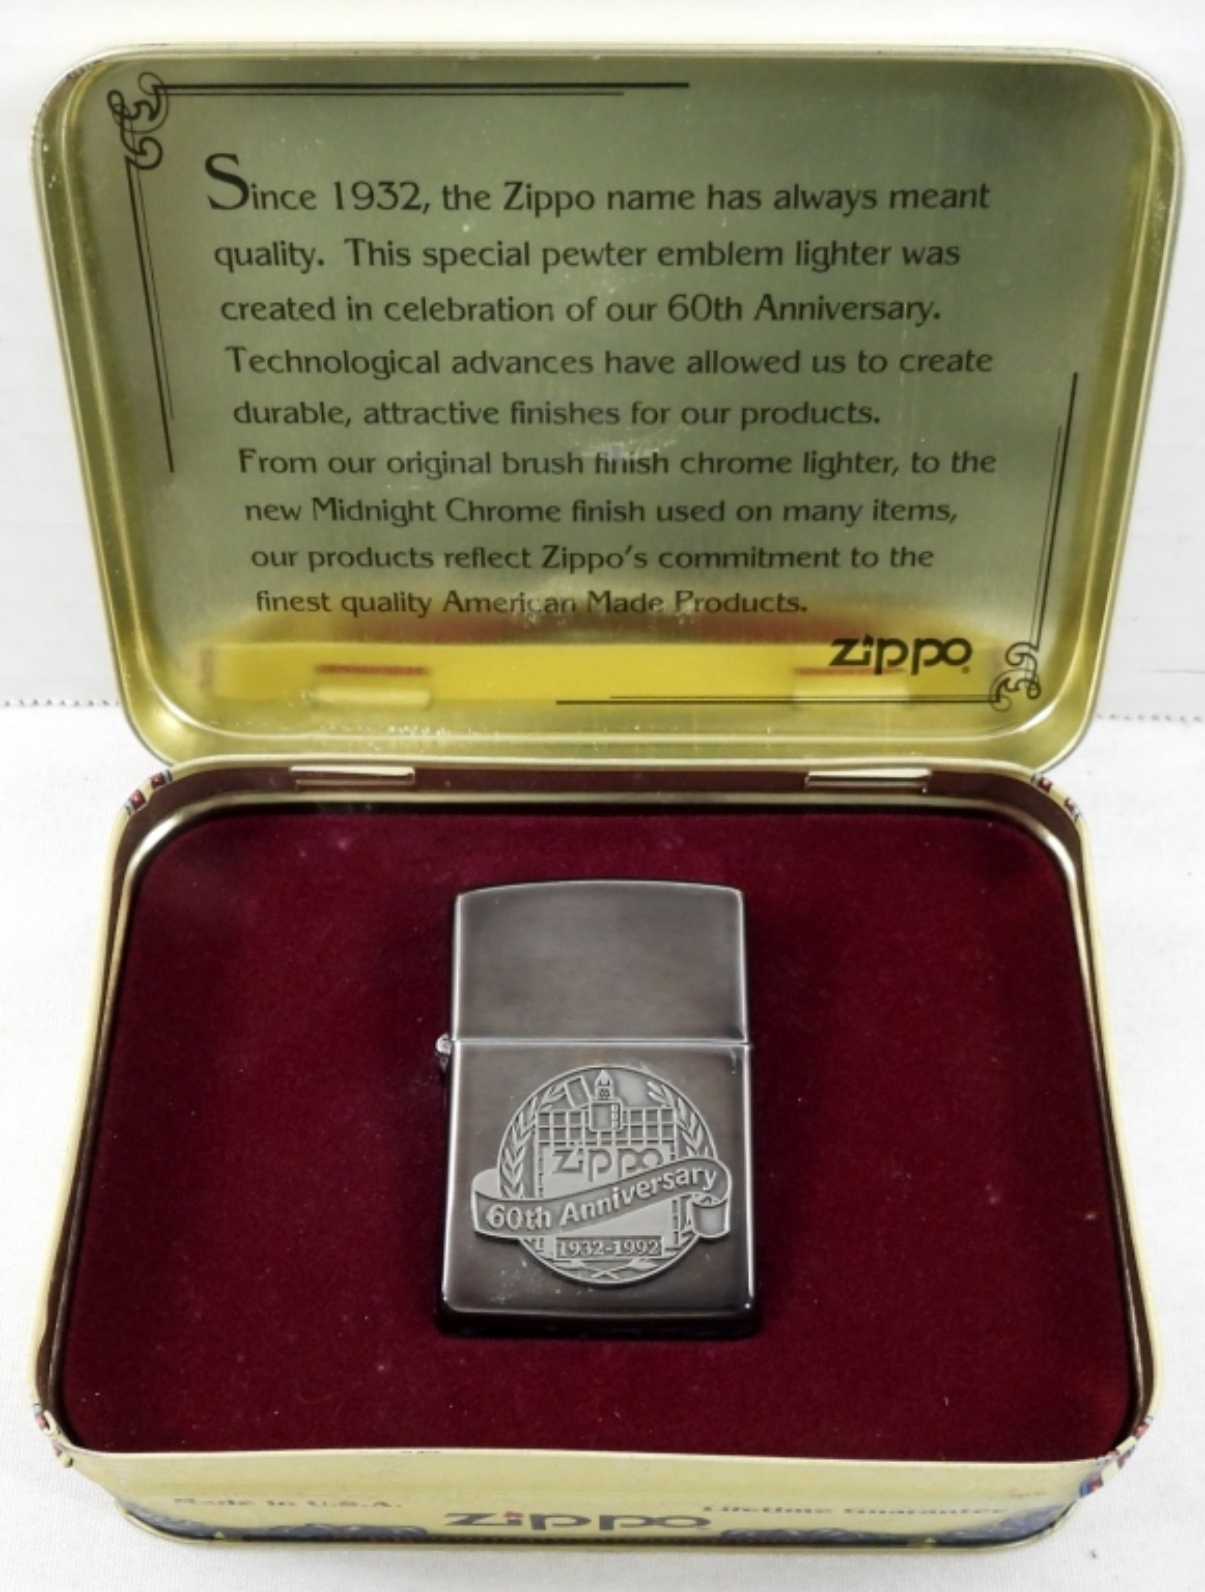 Since 1932, the Zippo name has always meant
quality. This special pewter emblem lighter was
created in celebration of our 60th Anniversary.
Technological advances have allowed us to create
durable, attractive finishes for our products.
From our original brush finish chrome lighter, to the
new Midnight Chrome finish used on many items,
our products reflect Zippo's commitment to the
finest quality American Made Products.
zippo®
zippo
60th Anniversary
1932-1992
Made in U.S.A.
zippo
Lifetime Guarantee